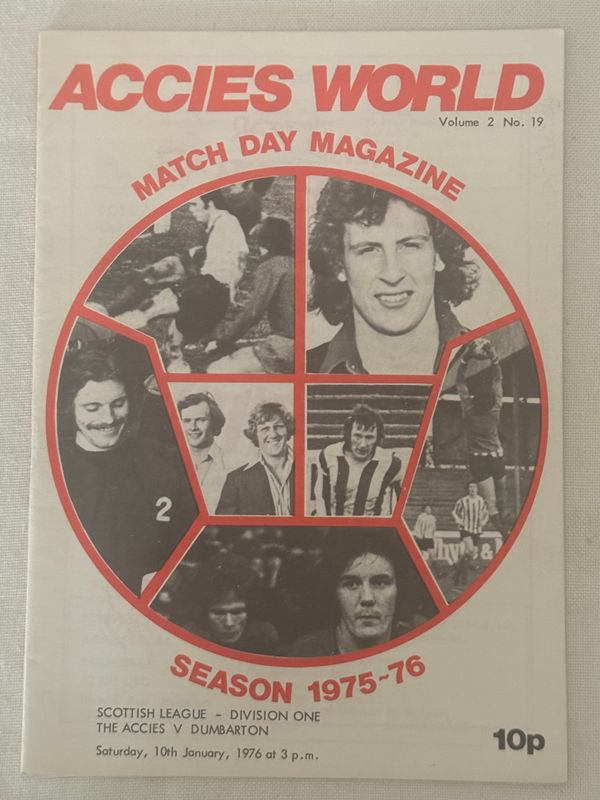 ACCIES WORLD
Volume 2 No. 19
MATCH DAY MAGAZINE
2
SEASON 1975~76
SCOTTISH LEAGUE - DIVISION ONE
THE ACCIES V DUMBARTON
Saturday, 10th January, 1976 at 3 p.m.
10p